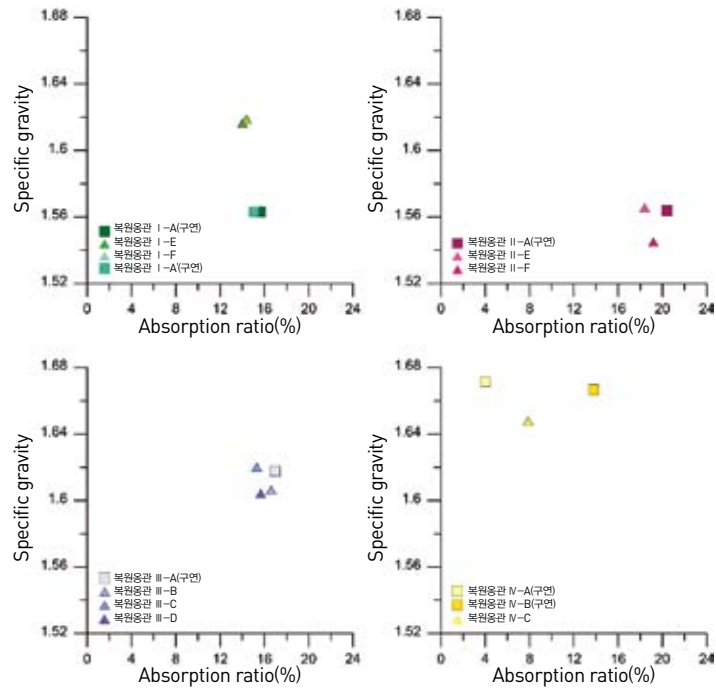 1.68
1.64
1.6
1.56
1.52
Specific gravity
복원옹관 Ⅰ-A(구연)
복원옹관 Ⅰ-E
복원옹관 Ⅰ-F
복원옹관 Ⅰ-A'(구연)
0 4 8 12 16 20 24
Absorption ratio(%)
1.68
1.64
1.6
1.56
1.52
Specific gravity
복원옹관 Ⅱ-A(구연)
복원옹관 Ⅱ-E
복원옹관 Ⅱ-F
0 4 8 12 16 20 24
Absorption ratio(%)
1.68
1.64
1.6
1.56
1.52
Specific gravity
복원옹관 Ⅲ-A(구연)
복원옹관 Ⅲ-B
복원옹관 Ⅲ-C
복원옹관 Ⅲ-D
0 4 8 12 16 20 24
Absorption ratio(%)
1.68
1.64
1.6
1.56
1.52
Specific gravity
복원옹관 Ⅳ-A(구연)
복원옹관 Ⅳ-B(구연)
복원옹관 Ⅳ-C
0 4 8 12 16 20 24
Absorption ratio(%)